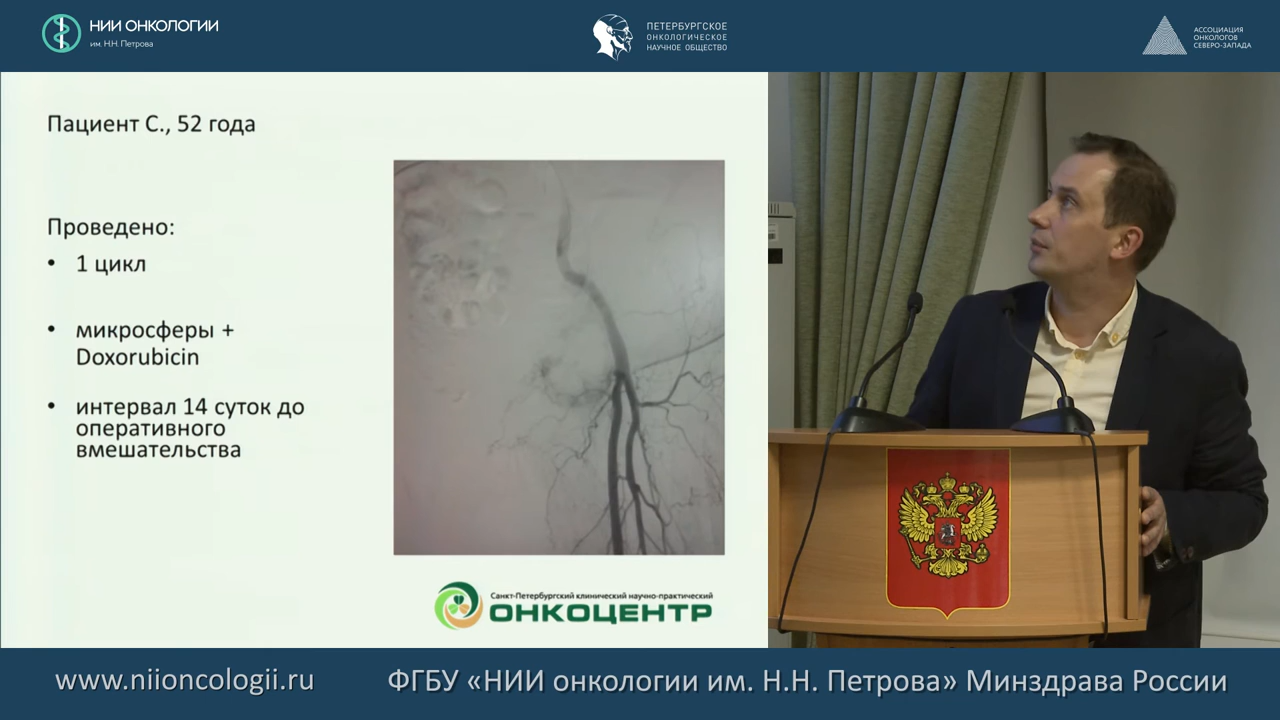 НИИ ОНКОЛОГИИ
им. Н.Н. Петрова
ПЕТЕРБУРГСКОЕ
ОНКОЛОГИЧЕСКОЕ
НАУЧНОЕ ОБЩЕСТВО
АССОЦИАЦИЯ
ОНКОЛОГОВ
СЕВЕРО-ЗАПАДА
Пациент С., 52 года
Проведено:
• 1 цикл
• микросферы +
Doxorubicin
• интервал 14 суток до
оперативного
вмешательства
Санкт-Петербургский клинический научно-практический
ОНКОЦЕНТР
www.niioncologii.ru
ФГБУ «НИИ онкологии им. Н.Н. Петрова» Минздрава России